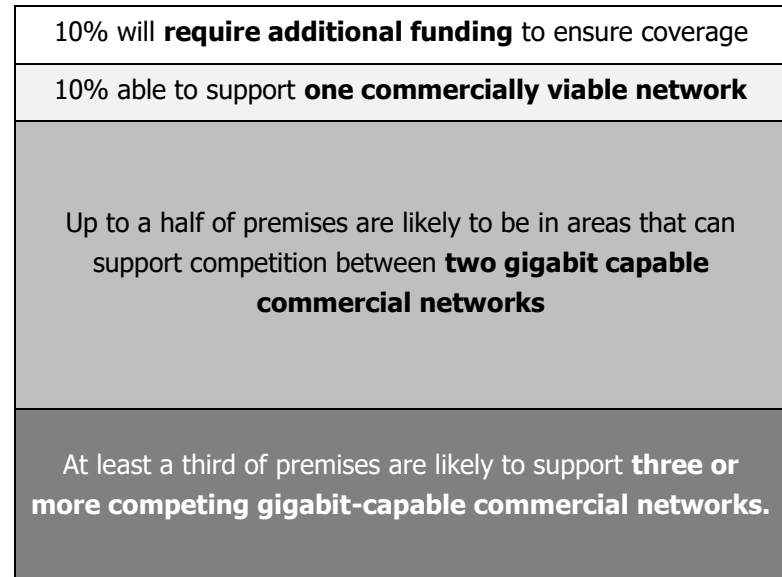 10% will require additional funding to ensure coverage
10% able to support one commercially viable network
Up to a half of premises are likely to be in areas that can
support competition between two gigabit capable
commercial networks
At least a third of premises are likely to support three or
more competing gigabit-capable commercial networks.